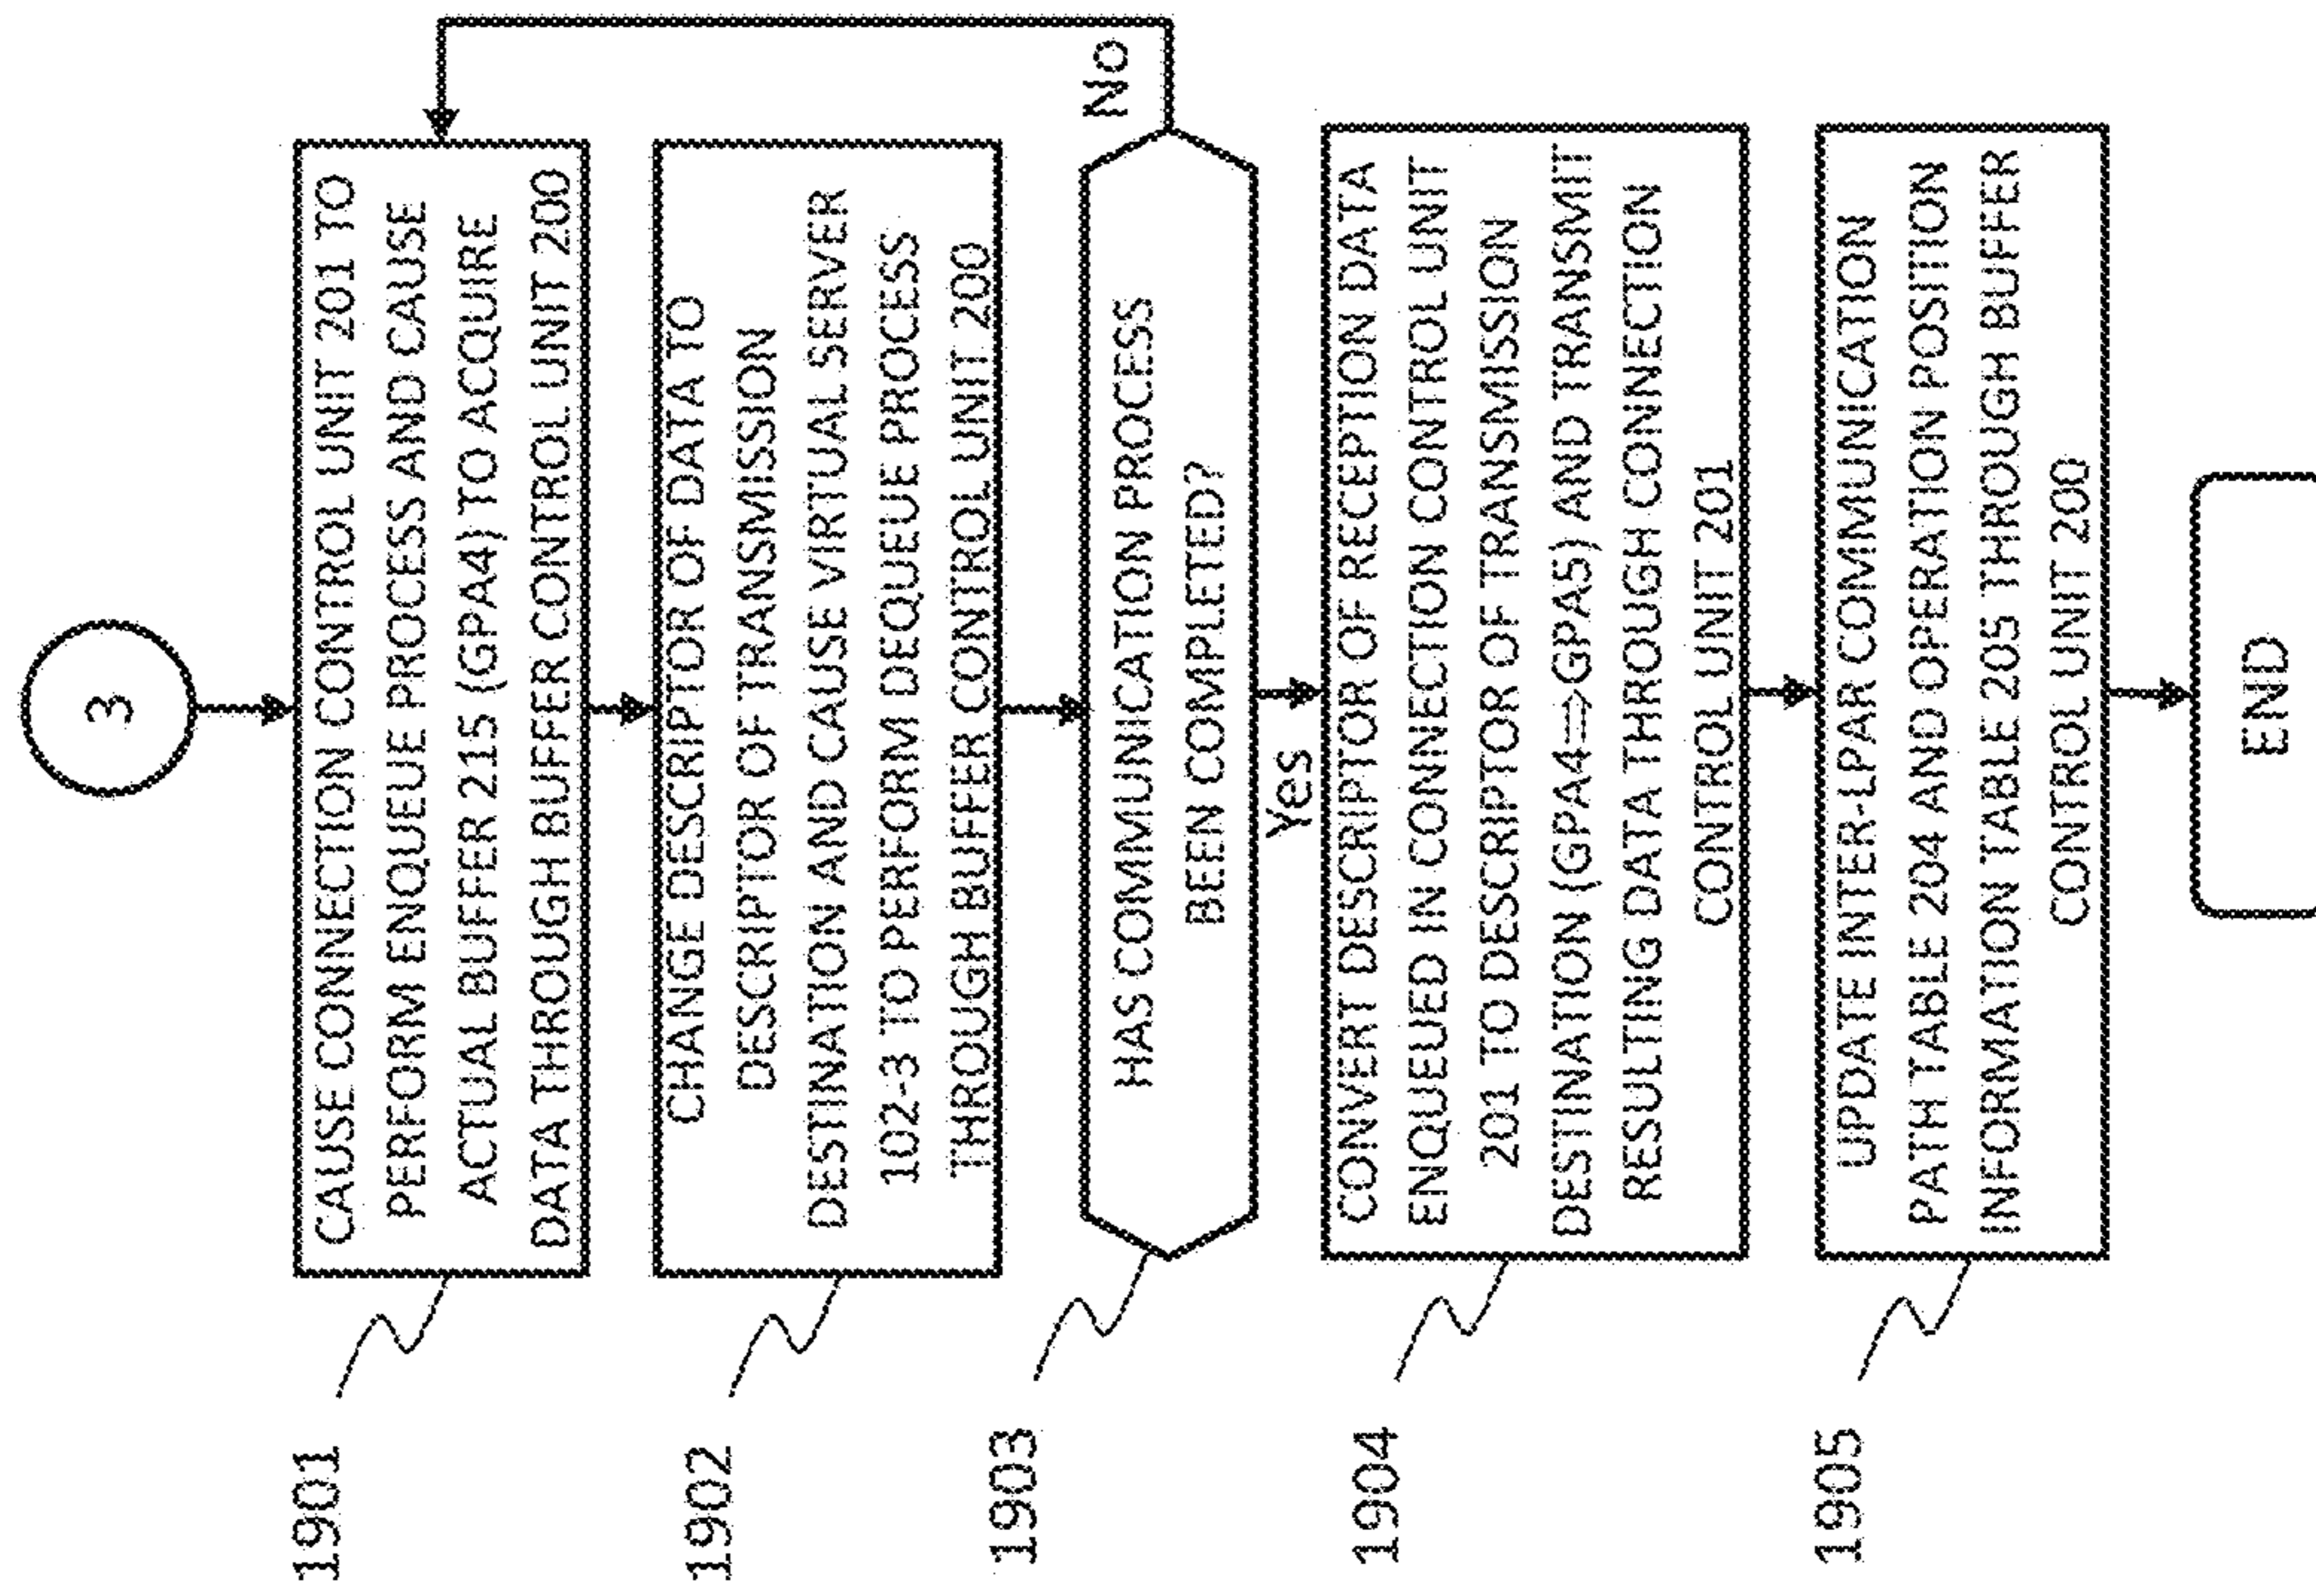 3
1901
CAUSE CONNECTION CONTROL UNIT 201 TO
PERFORM ENQUEUE PROCESS AND CAUSE
ACTUAL BUFFER 215 (GPA4) TO ACQUIRE
DATA THROUGH BUFFER CONTROL UNIT 200
1902
CHANGE DESCRIPTOR OF DATA TO
DESCRIPTOR OF TRANSMISSION
DESTINATION AND CAUSE VIRTUAL SERVER
102-3 TO PERFORM DEQUEUE PROCESS
THROUGH BUFFER CONTROL UNIT 200
1903
HAS COMMUNICATION PROCESS
BEEN COMPLETED?
No
Yes
1904
CONVERT DESCRIPTOR OF RECEPTION DATA
ENQUEUED IN CONNECTION CONTROL UNIT
201 TO DESCRIPTOR OF TRANSMISSION
DESTINATION (GPA4⇒GPA5) AND TRANSMIT
RESULTING DATA THROUGH CONNECTION
CONTROL UNIT 201
1905
UPDATE INTER-LPAR COMMUNICATION
PATH TABLE 204 AND OPERATION POSITION
INFORMATION TABLE 205 THROUGH BUFFER
CONTROL UNIT 200
END